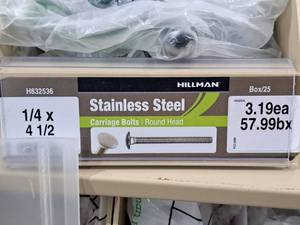 H832536
HILLMAN
Box/25
1/4 x
4 1/2
Stainless Steel
Carriage Bolts | Round Head
3.19ea
57.99bx